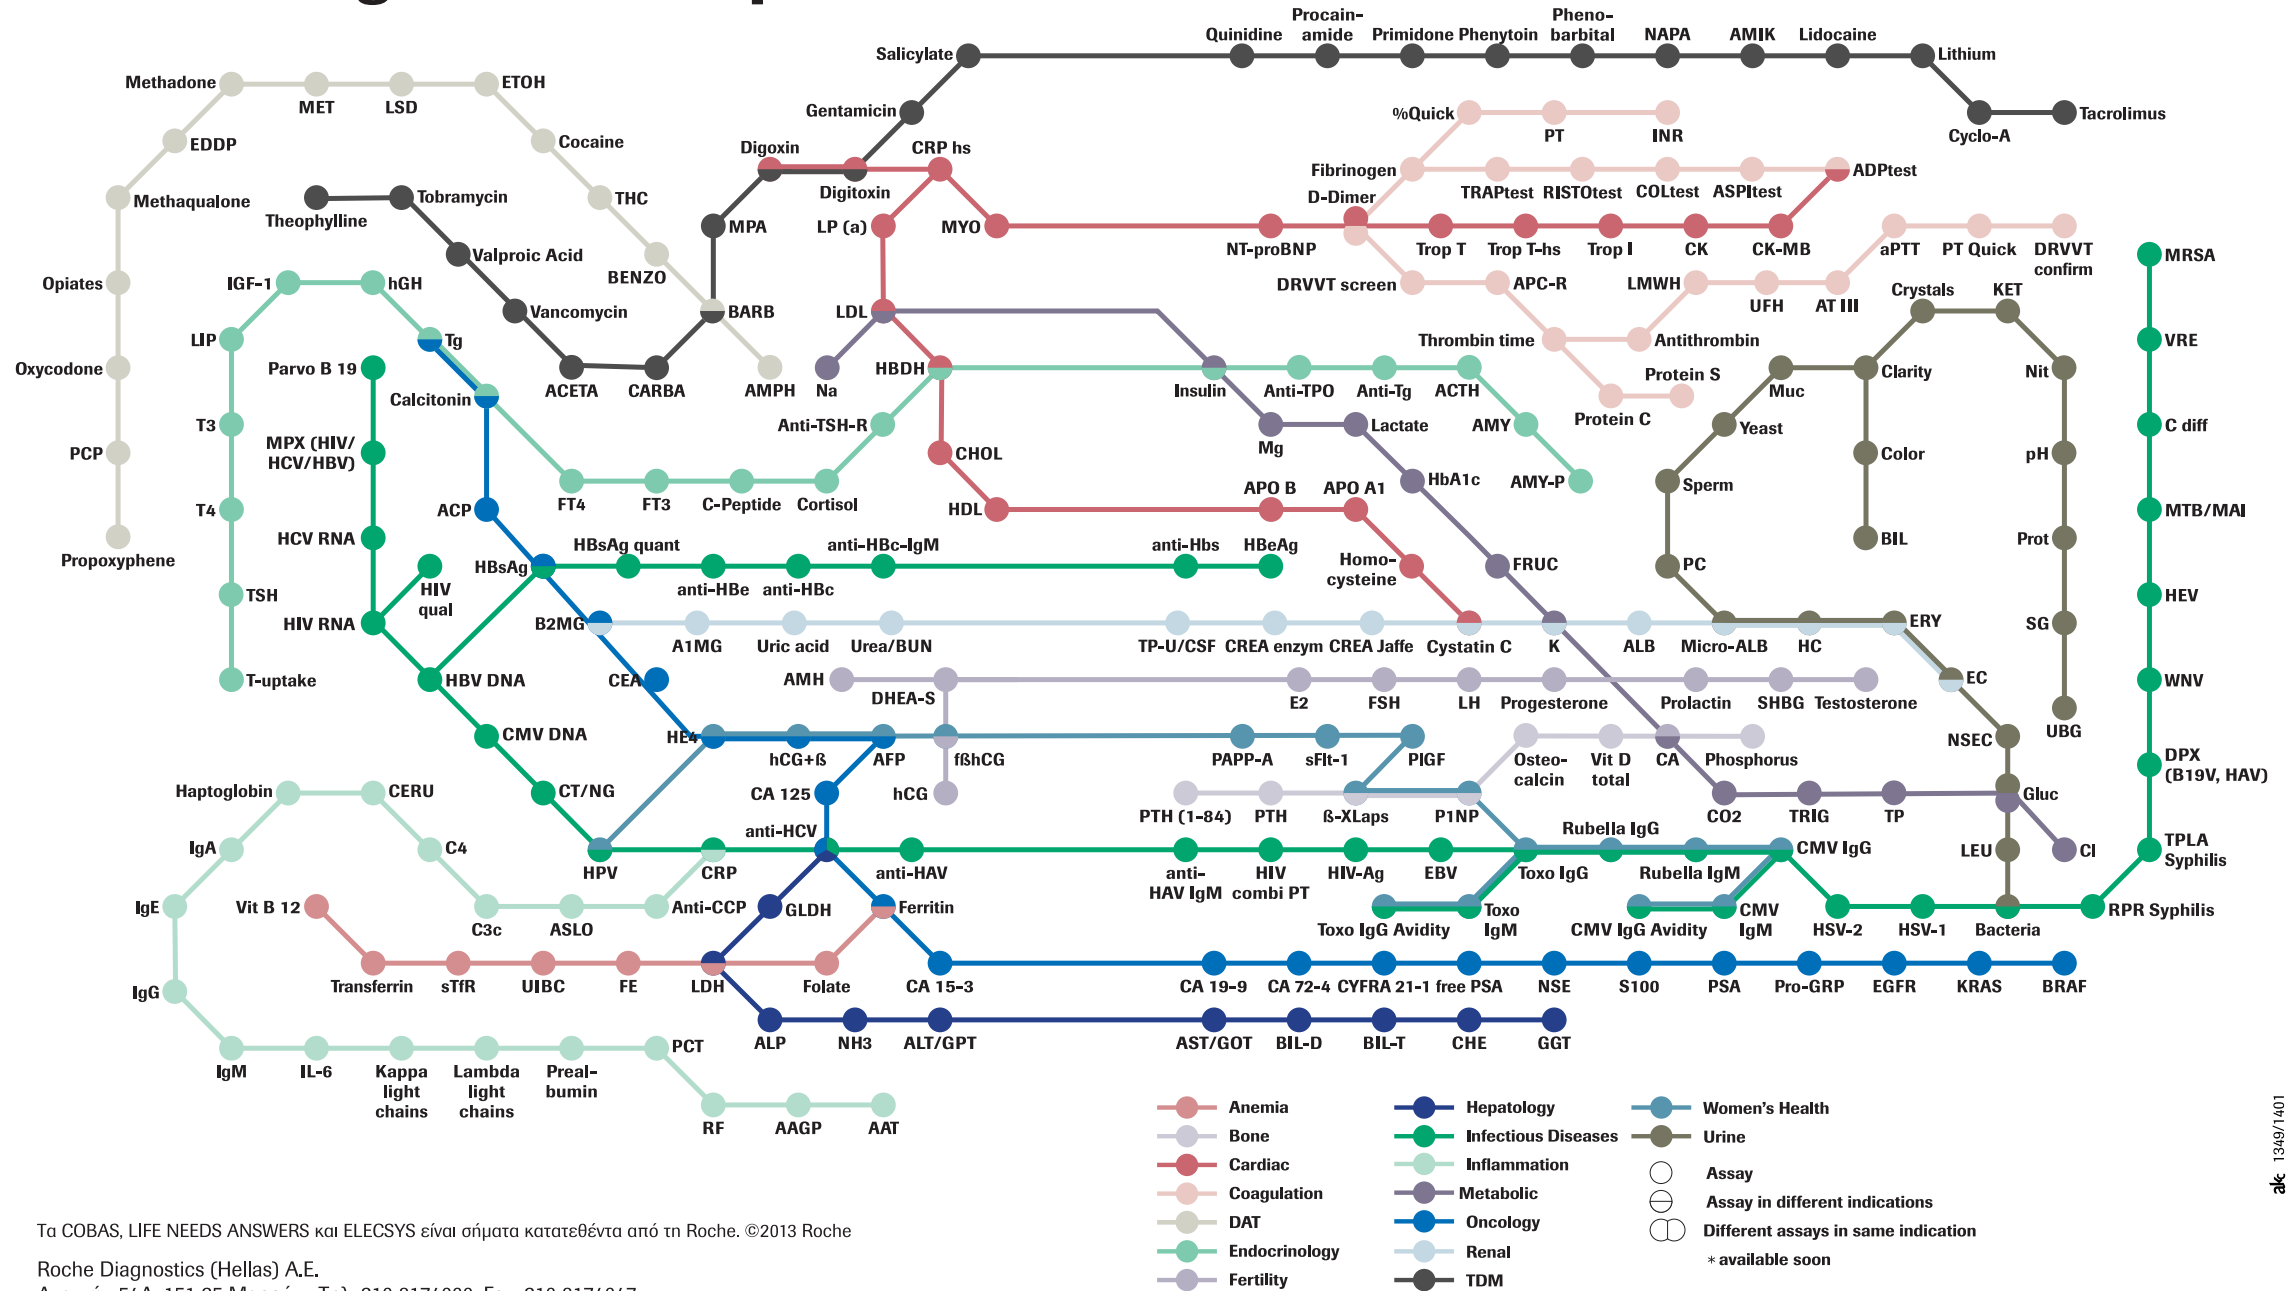 Procain-
Pheno-
Quinidine
amide
Primidone
Phenytoin
barbital
NAPA
AMIK
Lidocaine
Salicylate
Lithium
Methadone
ETOH
MET
LSD
Gentamicin
%Quick
PT
INR
Cyclo-A
Tacrolimus
EDDP
Cocaine
Digoxin
CRP hs
Fibrinogen
ADPtest
Digitoxin
TRAPtest
RISTOtest
COLtest
ASPItest
Methaqualone
Theophylline
Tobramycin
THC
D-Dimer
MPA
LP (a)
MYO
NT-proBNP
Trop T
Trop T-hs
Trop I
CK
CK-MB
aPTT
PT Quick
DRVVT
confirm
MRSA
Valproic Acid
BENZO
Opiates
IGF-1
hGH
DRVVT screen
APC-R
LMWH
UFH
AT III
Crystals
KET
Vancomycin
BARB
LDL
LIP
Tg
Thrombin time
Antithrombin
VRE
Oxycodone
Parvo B 19
ACETA
CARBA
AMPH
Na
HBDH
Insulin
Anti-TPO
Anti-Tg
ACTH
Protein S
Muc
Clarity
Nit
Calcitonin
Protein C
T3
Anti-TSH-R
Mg
Lactate
AMY
Yeast
C diff
PCP
MPX (HIV/
HCV/HBV)
CHOL
Color
pH
FT4
FT3
C-Peptide
Cortisol
HbA1c
AMY-P
Sperm
T4
ACP
HDL
APO B
APO A1
MTB/MAI
Propoxyphene
HCV RNA
HBsAg
HBsAg quant
anti-HBe
anti-HBc
anti-HBc-IgM
anti-Hbs
HBeAg
Homo-
cysteine
FRUC
PC
BIL
Prot
HIV
qual
TSH
HEV
HIV RNA
B2MG
A1MG
Uric acid
Urea/BUN
TP-U/CSF
CREA enzym
CREA Jaffe
Cystatin C
K
ALB
Micro-ALB
HC
ERY
SG
T-uptake
HBV DNA
CEA
AMH
DHEA-S
E2
FSH
LH
Progesterone
Prolactin
SHBG
Testosterone
EC
WNV
CMV DNA
HE4
hCG+ß
AFP
fßhCG
PAPP-A
sFlt-1
PlGF
Osteo-
calcin
Vit D
total
CA
Phosphorus
NSEC
UBG
Haptoglobin
CERU
CT/NG
CA 125
hCG
PTH (1-84)
PTH
ß-XLaps
P1NP
CO2
TRIG
TP
Gluc
DPX
(B19V, HAV)
IgA
C4
HPV
CRP
anti-HCV
anti-HAV
anti-
HAV IgM
HIV
combi PT
HIV-Ag
EBV
Toxo IgG
Rubella IgG
Rubella IgM
CMV IgG
LEU
Cl
TPLA
Syphilis
IgE
Vit B 12
C3c
ASLO
Anti-CCP
GLDH
Ferritin
Toxo IgG Avidity
Toxo
IgM
CMV IgG Avidity
CMV
IgM
HSV-2
HSV-1
Bacteria
RPR Syphilis
IgG
Transferrin
sTfR
UIBC
FE
LDH
Folate
CA 15-3
CA 19-9
CA 72-4
CYFRA 21-1
free PSA
NSE
S100
PSA
Pro-GRP
EGFR
KRAS
BRAF
IgM
IL-6
Kappa
light
chains
Lambda
light
chains
Preal-
bumin
PCT
ALP
NH3
ALT/GPT
AST/GOT
BIL-D
BIL-T
CHE
GGT
RF
AAGP
AAT
Anemia
Bone
Cardiac
Coagulation
DAT
Endocrinology
Fertility
Hepatology
Infectious Diseases
Inflammation
Metabolic
Oncology
Renal
TDM
Women's Health
Urine
Assay
Assay in different indications
Different assays in same indication
* available soon
Τα COBAS, LIFE NEEDS ANSWERS και ELECSYS είναι σήματα κατατεθέντα από τη Roche. ©2013 Roche
Roche Diagnostics (Hellas) A.E.
ak 1349/1401